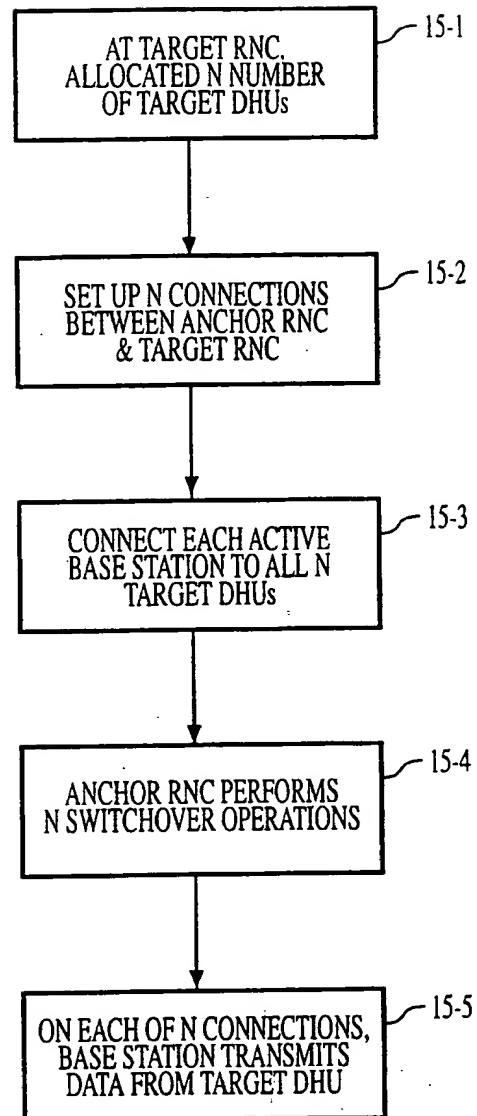 15-1
AT TARGET RNC,
ALLOCATED N NUMBER
OF TARGET DHUs
15-2
SET UP N CONNECTIONS
BETWEEN ANCHOR RNC
& TARGET RNC
15-3
CONNECT EACH ACTIVE
BASE STATION TO ALL N
TARGET DHUs
15-4
ANCHOR RNC PERFORMS
N SWITCHOVER OPERATIONS
15-5
ON EACH OF N CONNECTIONS,
BASE STATION TRANSMITS
DATA FROM TARGET DHU